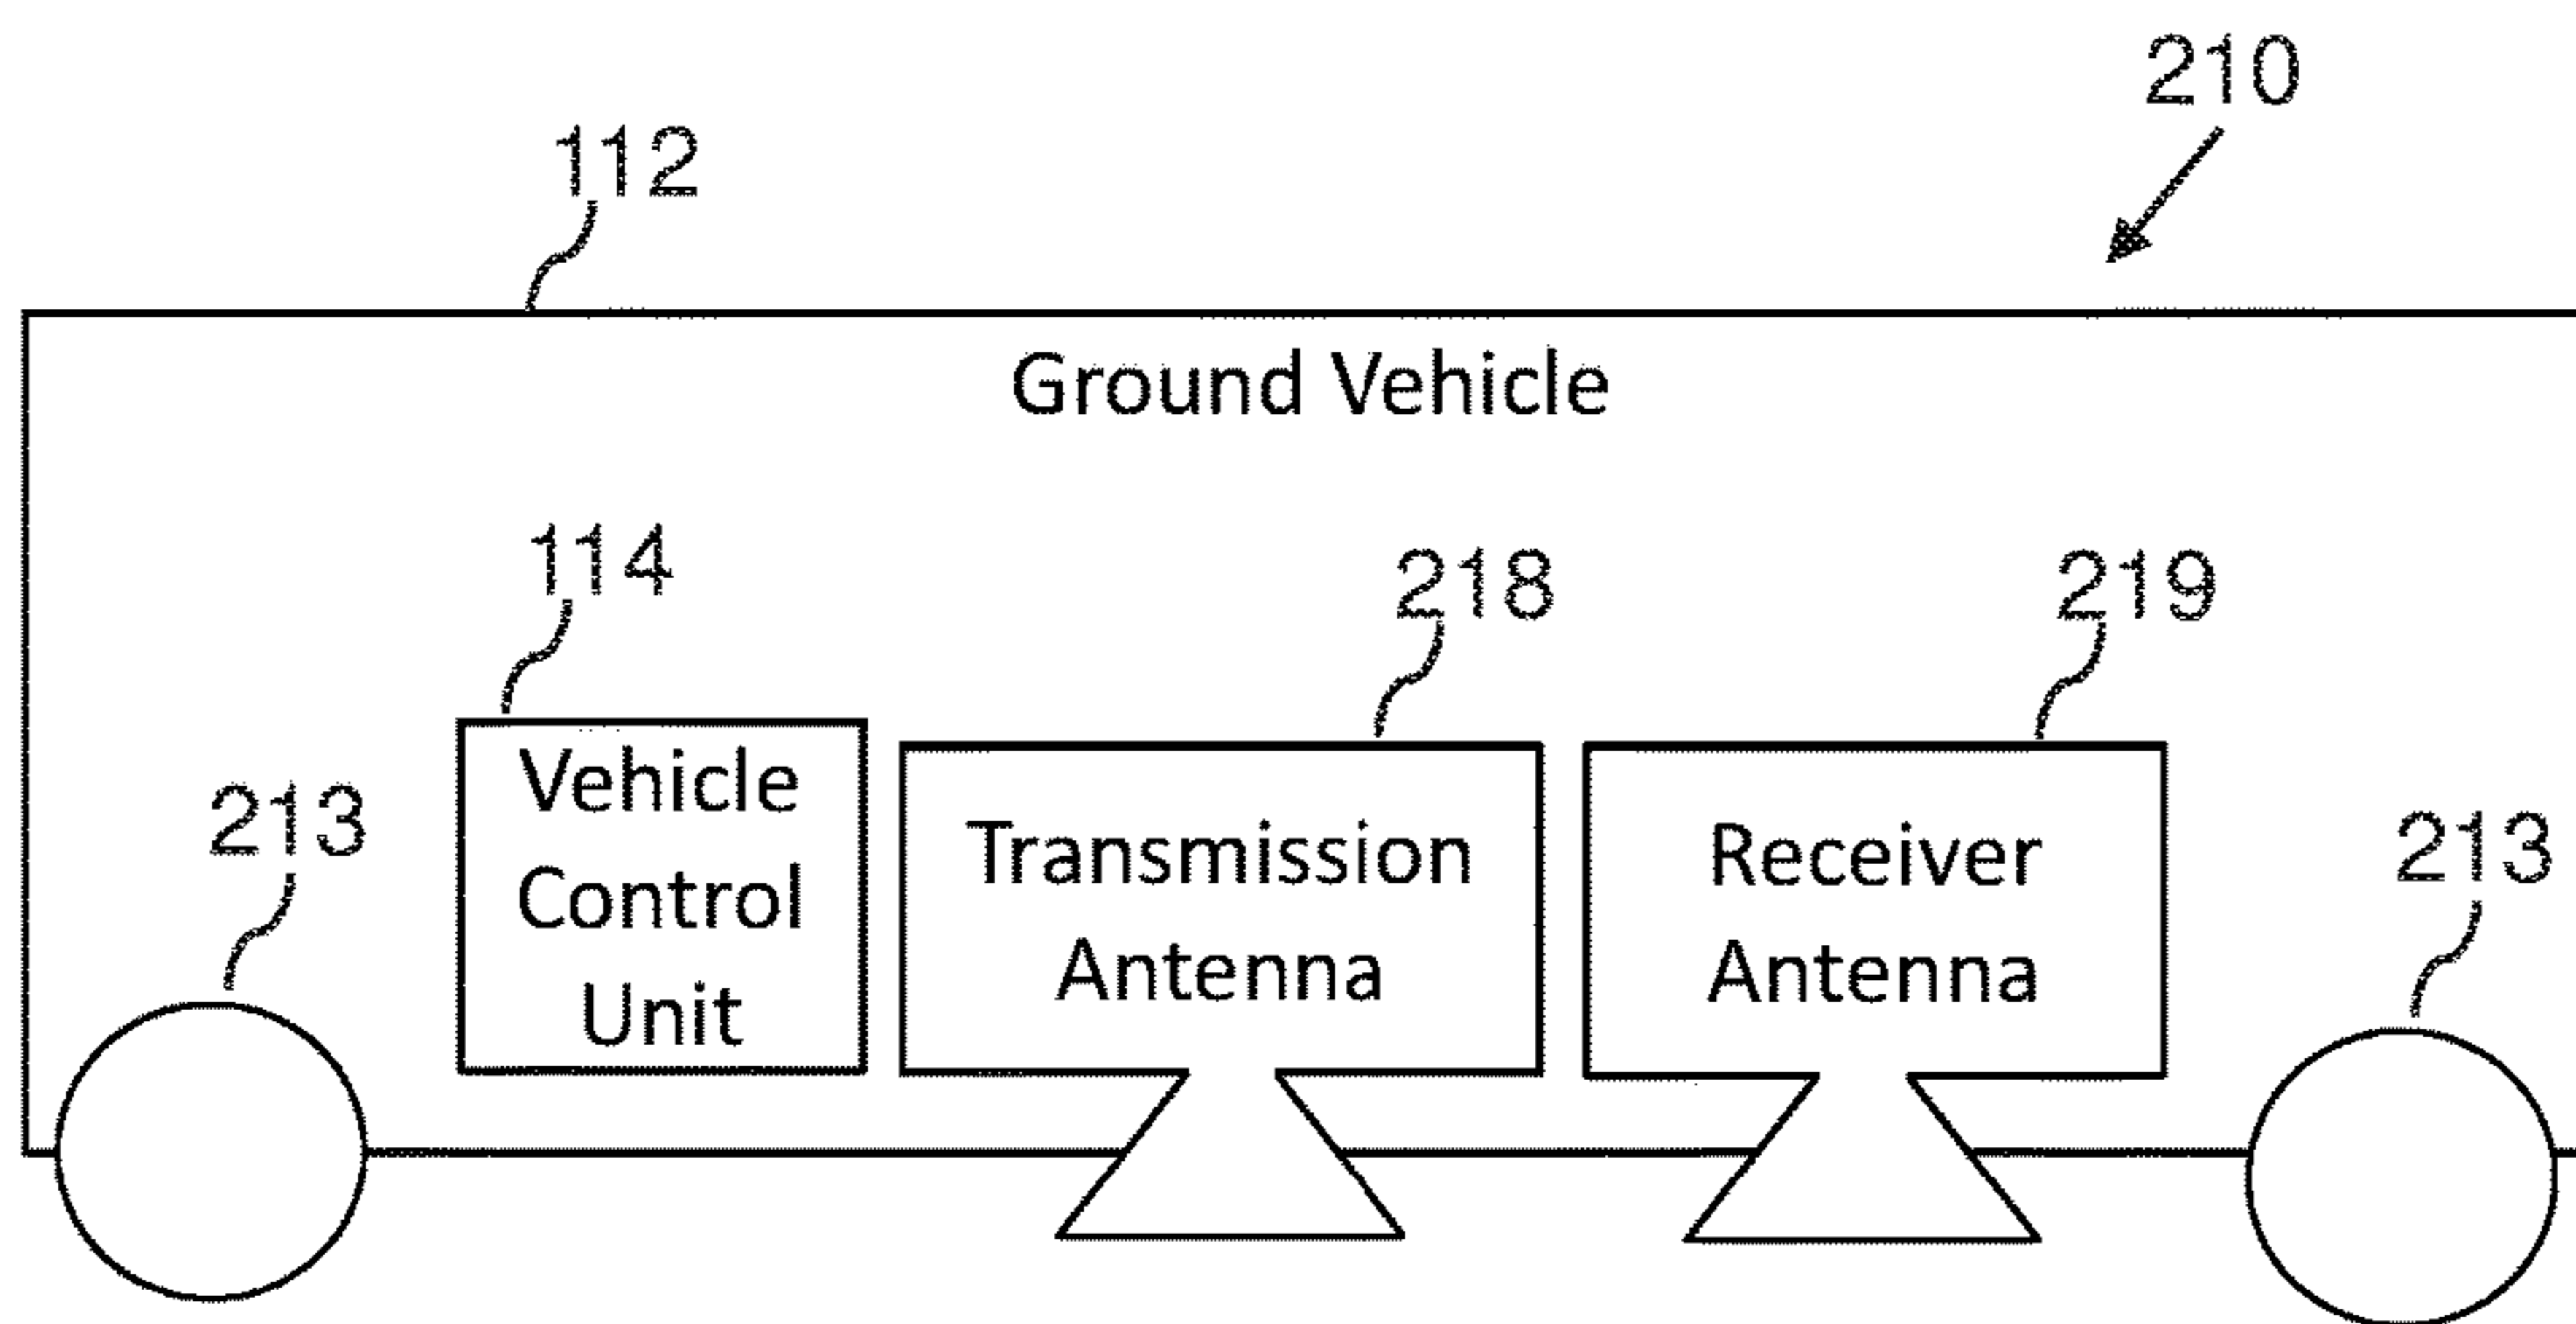 210
112
Ground Vehicle
114
218
219
213
Vehicle
Control
Unit
Transmission
Antenna
Receiver
Antenna
213